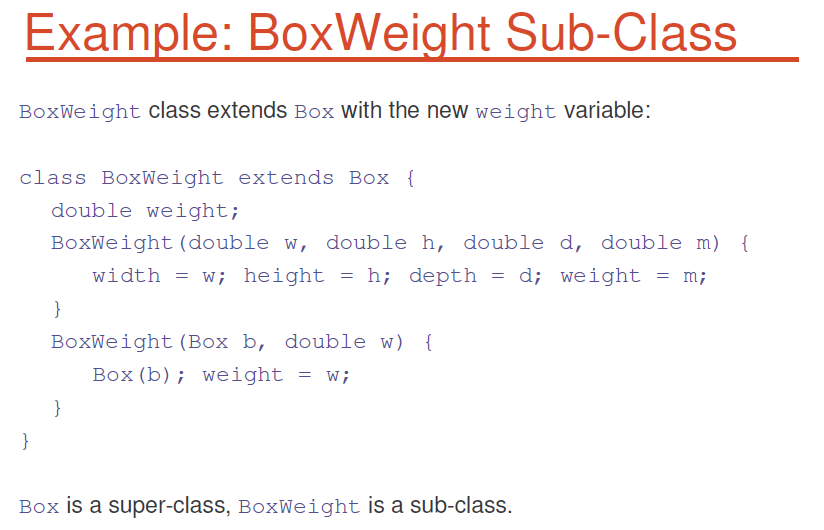 Example: BoxWeight Sub-Class
BoxWeight class extends Box with the new weight variable:
class BoxWeight extends Box {
double weight;
BoxWeight(double w, double h, double d, double m) {
width = w; height = h; depth = d; weight = m;
}
BoxWeight(Box b, double w) {
Box(b); weight = w;
}
}
Box is a super-class, BoxWeight is a sub-class.